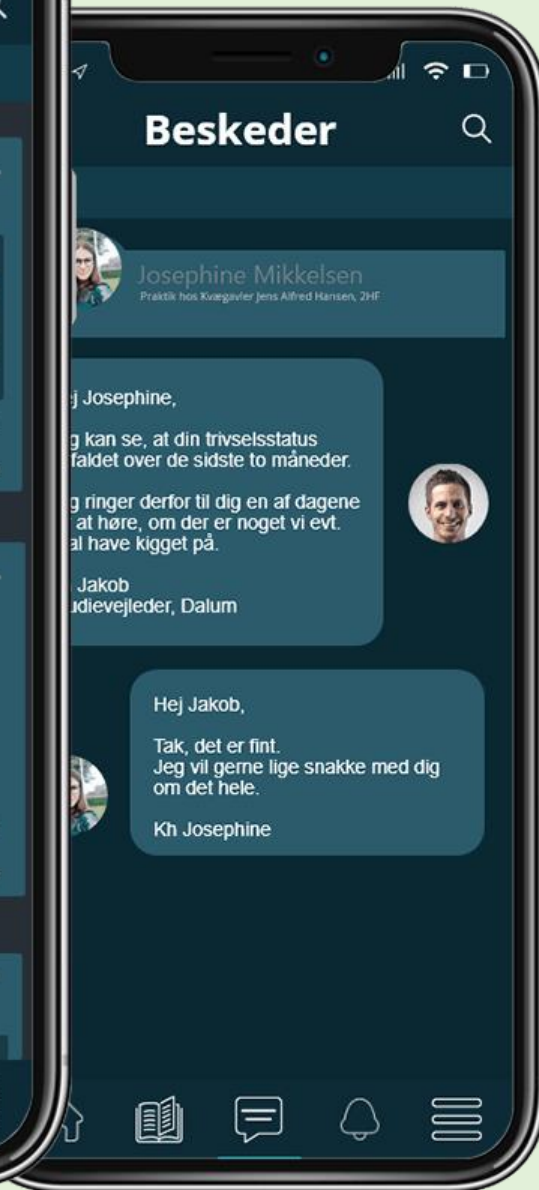 Beskeder
Josephine Mikkelsen
Praktik hos Kvægavler Jens Alfred Hansen, 2HF
j Josephine,
g kan se, at din trivselsstatus
faldet over de sidste to måneder.
g ringer derfor til dig en af dagene
at høre, om der er noget vi evt.
al have kigget på.
Jakob
udievejleder, Dalum
Hej Jakob,
Tak, det er fint.
Jeg vil gerne lige snakke med dig
om det hele.
Kh Josephine